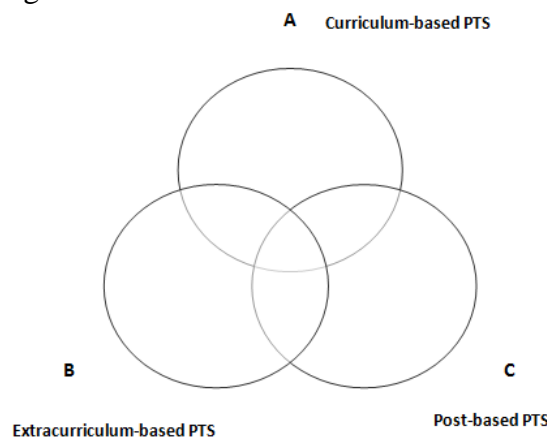 A
Curriculum-based PTS
B
C
Extracurriculum-based PTS
Post-based PTS